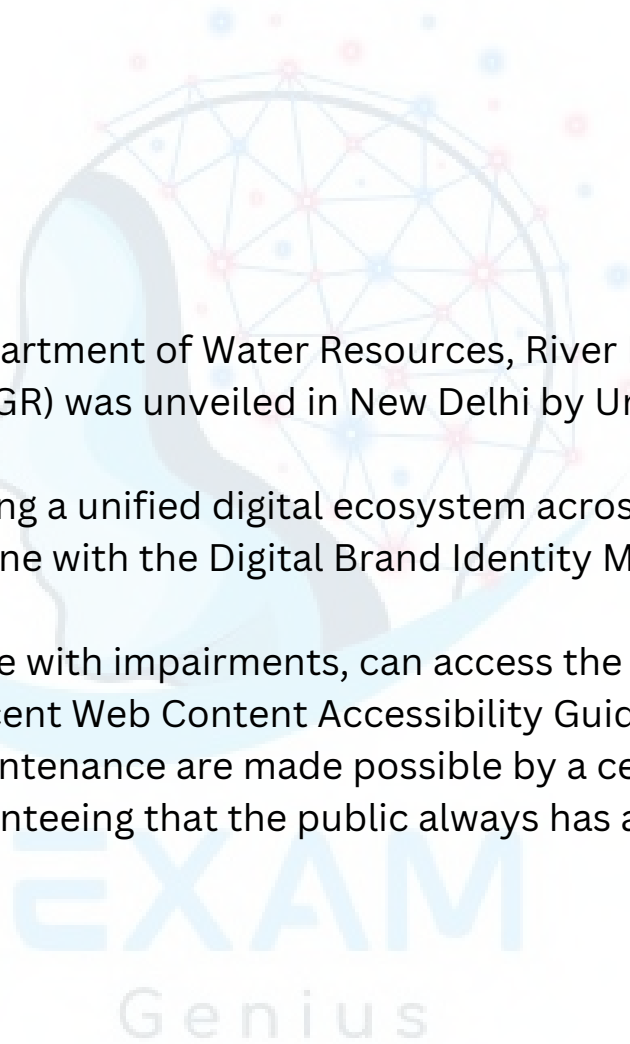 artment of Water Resources, River
GR) was unveiled in New Delhi by Un
ng a unified digital ecosystem acros
ne with the Digital Brand Identity M
e with impairments, can access the
cent Web Content Accessibility Guid
ntenance are made possible by a ce
nteeing that the public always has a
EXAM
Genius